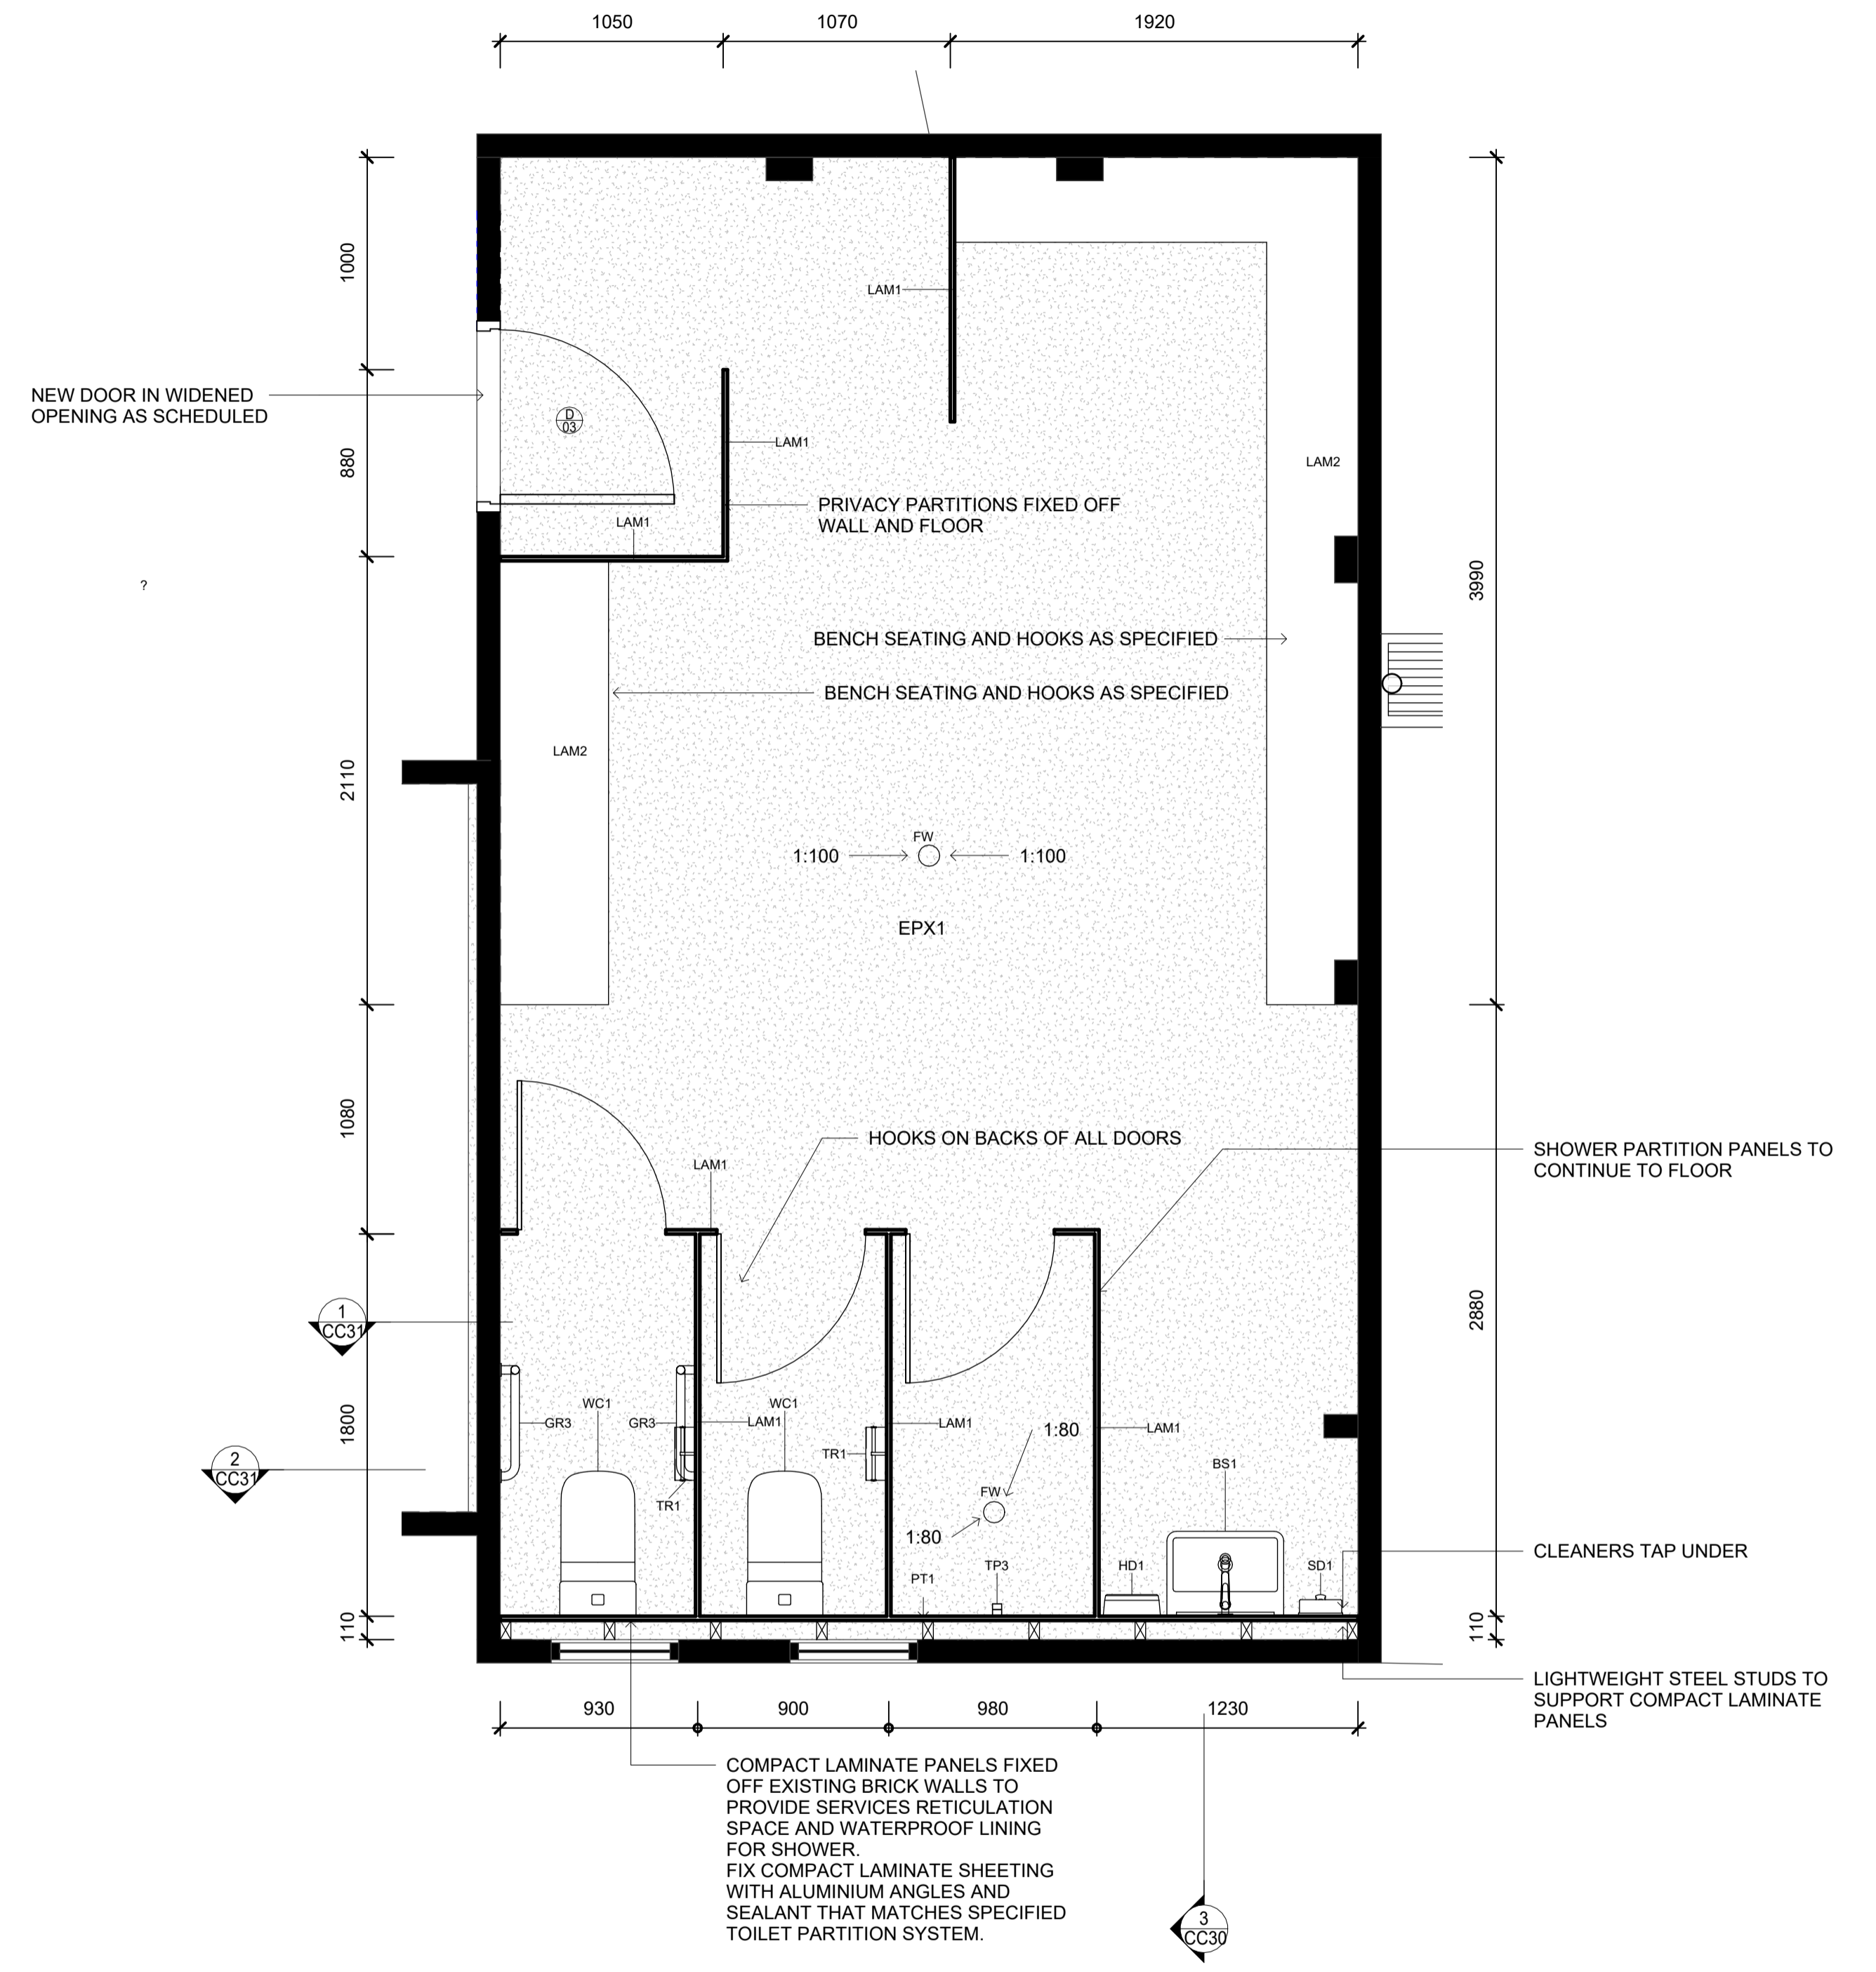 1050
1070
1920
1000
LAM1
NEW DOOR IN WIDENED
OPENING AS SCHEDULED
D
03
880
LAM1
LAM2
PRIVACY PARTITIONS FIXED OFF
WALL AND FLOOR
LAM1
?
3990
BENCH SEATING AND HOOKS AS SPECIFIED
BENCH SEATING AND HOOKS AS SPECIFIED
2110
LAM2
FW
1:100
1:100
EPX1
1080
HOOKS ON BACKS OF ALL DOORS
SHOWER PARTITION PANELS TO
CONTINUE TO FLOOR
LAM1
1
CC31
2880
1800
WC1
WC1
GR3
GR3
LAM1
LAM1
LAM1
1:80
TR1
2
CC31
BS1
TR1
FW
1:80
CLEANERS TAP UNDER
PT1
TP3
HD1
SD1
110
110
LIGHTWEIGHT STEEL STUDS TO
SUPPORT COMPACT LAMINATE
PANELS
930
900
980
1230
COMPACT LAMINATE PANELS FIXED
OFF EXISTING BRICK WALLS TO
PROVIDE SERVICES RETICULATION
SPACE AND WATERPROOF LINING
FOR SHOWER.
FIX COMPACT LAMINATE SHEETING
WITH ALUMINIUM ANGLES AND
SEALANT THAT MATCHES SPECIFIED
TOILET PARTITION SYSTEM.
3
CC30